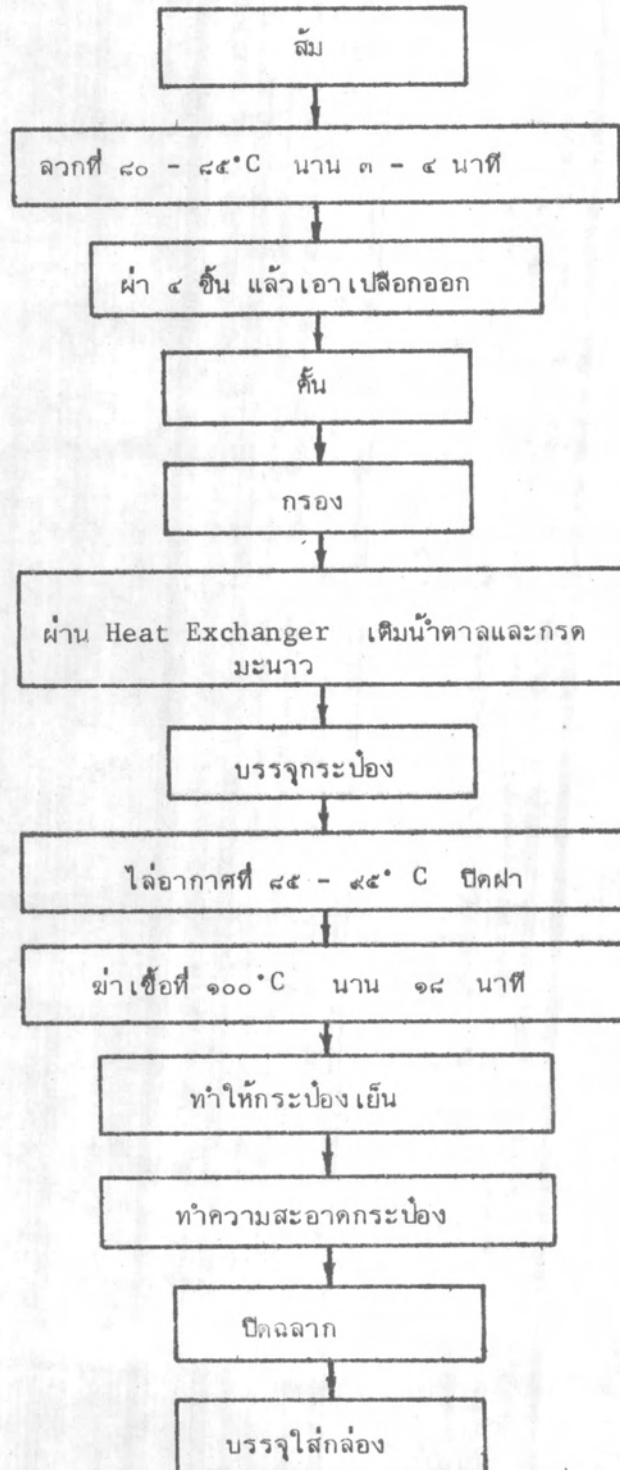 ส้ม
ลวกที่ ๘๐ - ๘๕°C นาน ๓ - ๔ นาที
ผ่า ๔ ชิ้น แล้วเอาเปลือกออก
คั้น
กรอง
ผ่าน Heat Exchanger เติมน้ำตาลและกรด
มะนาว
บรรจุกระป๋อง
ไล่อากาศที่ ๘๕ - ๙๕° C ปิดฝา
ฆ่าเชื้อที่ ๑๐๐°C นาน ๑๘ นาที
ทำให้กระป๋องเย็น
ทำความสะอาดกระป๋อง
ปิดฉลาก
บรรจุใส่กล่อง